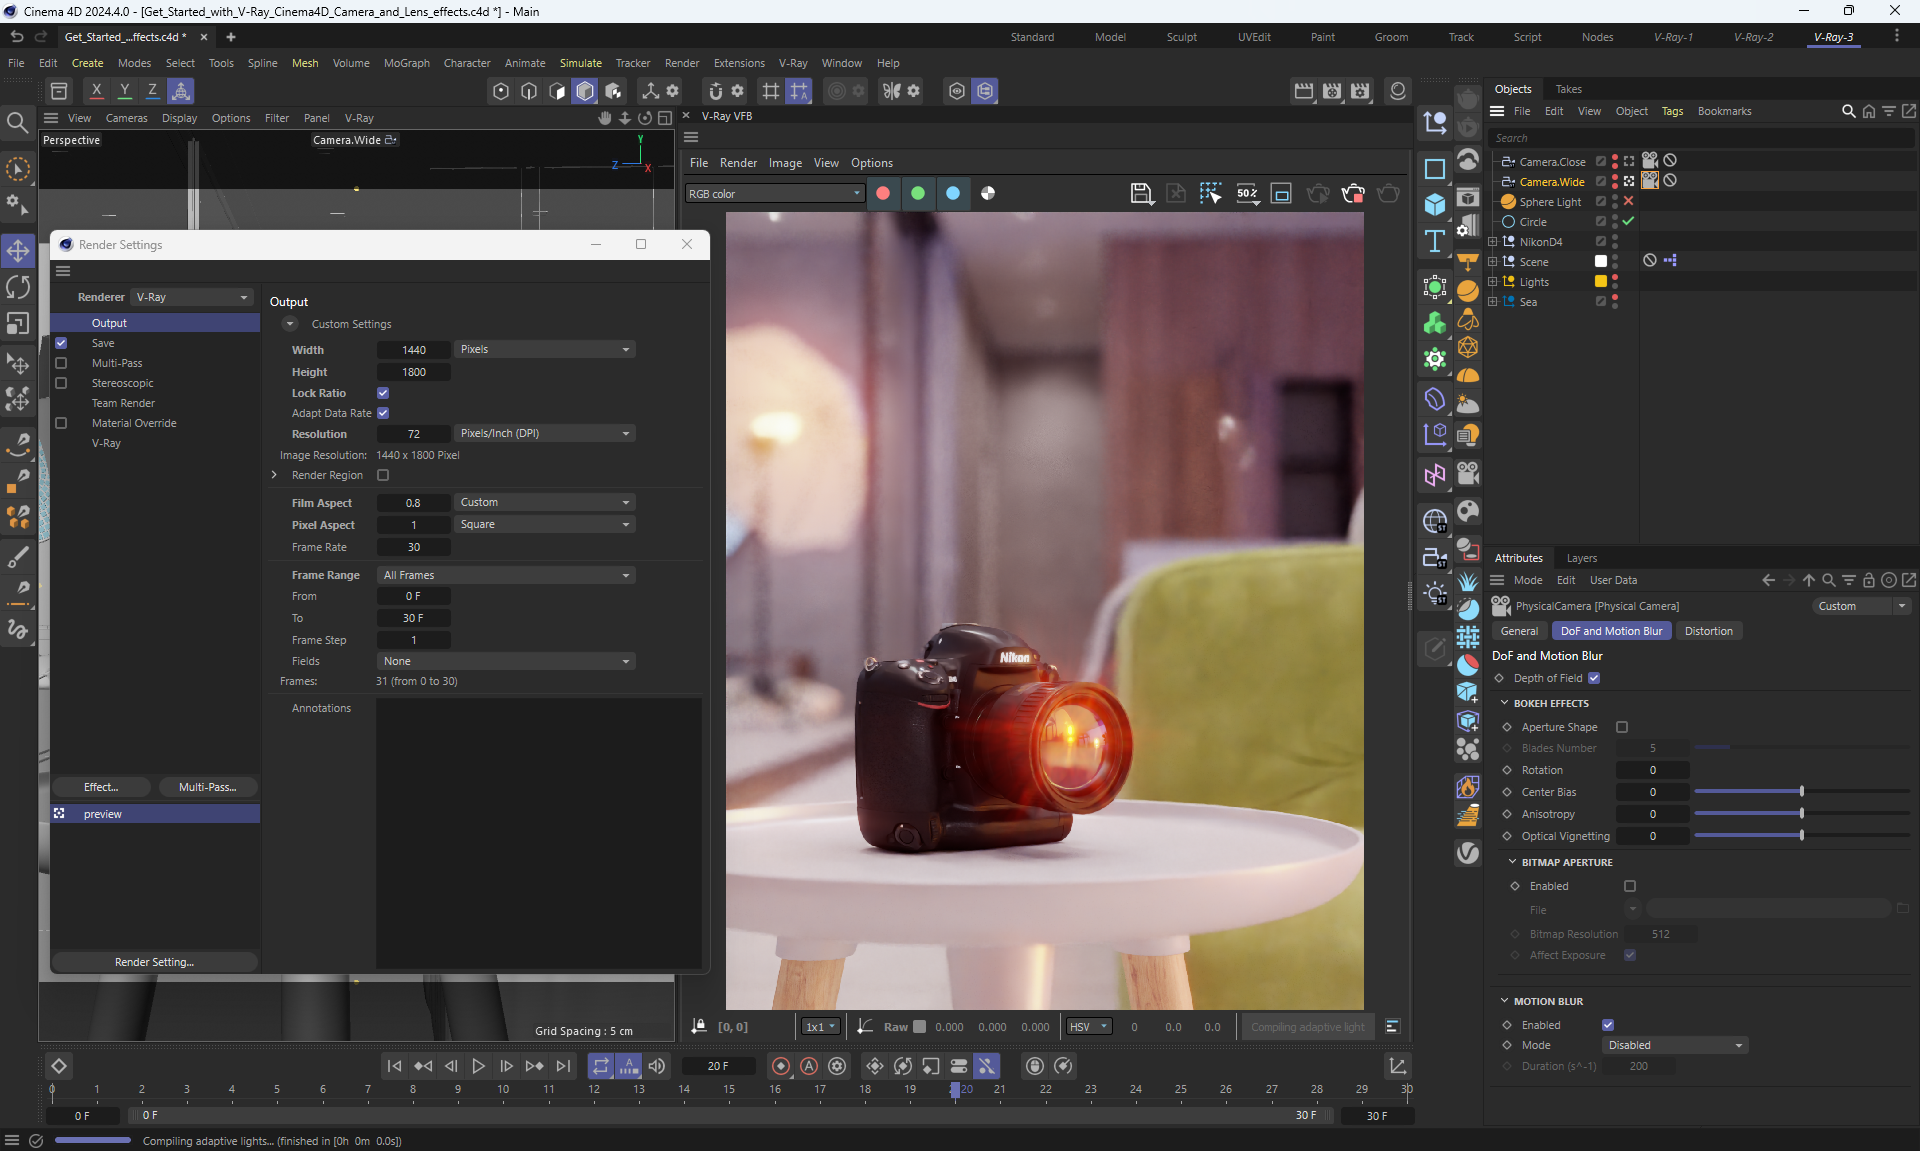 Cinema 4D 2024.4.0 - [Get_Started_with_V-Ray_Cinema4D_Camera_and_Lens_effects.c4d *] - Main
Get_Started_...ffects.c4d *
Standard Model Sculpt UVEdit Paint Groom Track Script Nodes V-Ray-1 V-Ray-2 V-Ray-3
File Edit Create Modes Select Tools Spline Mesh Volume MoGraph Character Animate Simulate Tracker Render Extensions V-Ray Window Help
X Y Z
View Cameras Display Options Filter Panel V-Ray
Perspective
Camera.Wide
Y
Z
X
Render Settings
Renderer V-Ray
Output
Save
Multi-Pass
Stereoscopic
Team Render
Material Override
V-Ray
Effect...
Multi-Pass...
preview
Render Setting...
Output
Custom Settings
Width 1440 Pixels
Height 1800
Lock Ratio
Adapt Data Rate
Resolution 72 Pixels/Inch (DPI)
Image Resolution: 1440 x 1800 Pixel
Render Region
Film Aspect 0.8 Custom
Pixel Aspect 1 Square
Frame Rate 30
Frame Range All Frames
From 0 F
To 30 F
Frame Step 1
Fields None
Frames: 31 (from 0 to 30)
Annotations
Grid Spacing : 5 cm
V-Ray VFB
File Render Image View Options
RGB color
50%
Nikon
[0, 0]
1x1
Raw 0.000 0.000 0.000
HSV 0 0.0 0.0
Compiling adaptive light
Objects Takes
File Edit View Object Tags Bookmarks
Search
Camera.Close
Camera.Wide
Sphere Light
Circle
NikonD4
Scene
Lights
Sea
T
ST
ST
ST
Attributes Layers
Mode Edit User Data
PhysicalCamera [Physical Camera] Custom
General DoF and Motion Blur Distortion
DoF and Motion Blur
Depth of Field
BOKEH EFFECTS
Aperture Shape
Blades Number 5
Rotation 0
Center Bias 0
Anisotropy 0
Optical Vignetting 0
BITMAP APERTURE
Enabled
File
Bitmap Resolution 512
Affect Exposure
MOTION BLUR
Enabled
Mode Disabled
Duration (s^-1) 200
20 F
0 1 2 3 4 5 6 7 8 9 10 11 12 13 14 15 16 17 18 19 20 21 22 23 24 25 26 27 28 29 30
0 F 0 F 30 F 30 F
Compiling adaptive lights... (finished in [0h 0m 0.0s])